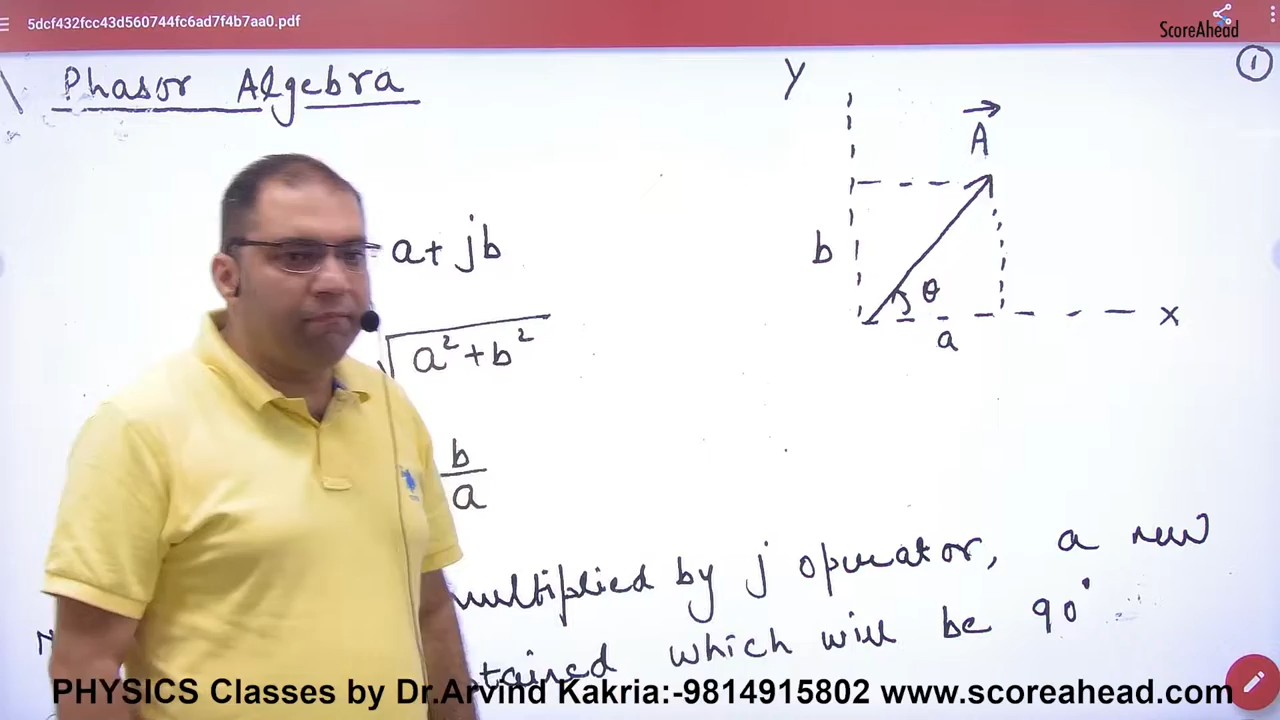 5dcf432fcc43d560744fc6ad7f4b7aa0.pdf
ScoreAhead
1
Phasor Algebra
Y
A
a + jb
b
θ
x
a
√a² + b²
b
a
multiplied by j operator, a new
tained which will be 90°
PHYSICS Classes by Dr.Arvind Kakria:-9814915802 www.scoreahead.com